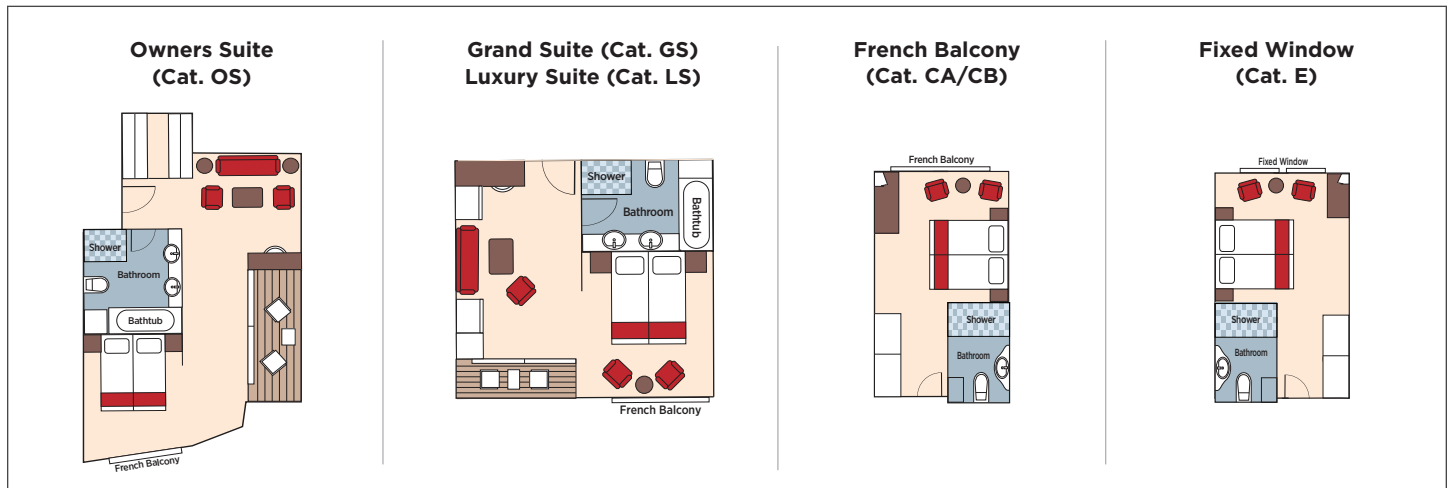 Owners Suite
(Cat. OS)
Shower
Bathroom
Bathtub
French Balcony
Grand Suite (Cat. GS)
Luxury Suite (Cat. LS)
Shower
Bathroom
Bathtub
French Balcony
French Balcony
(Cat. CA/CB)
French Balcony
Shower
Bathroom
Fixed Window
(Cat. E)
Fixed Window
Shower
Bathroom